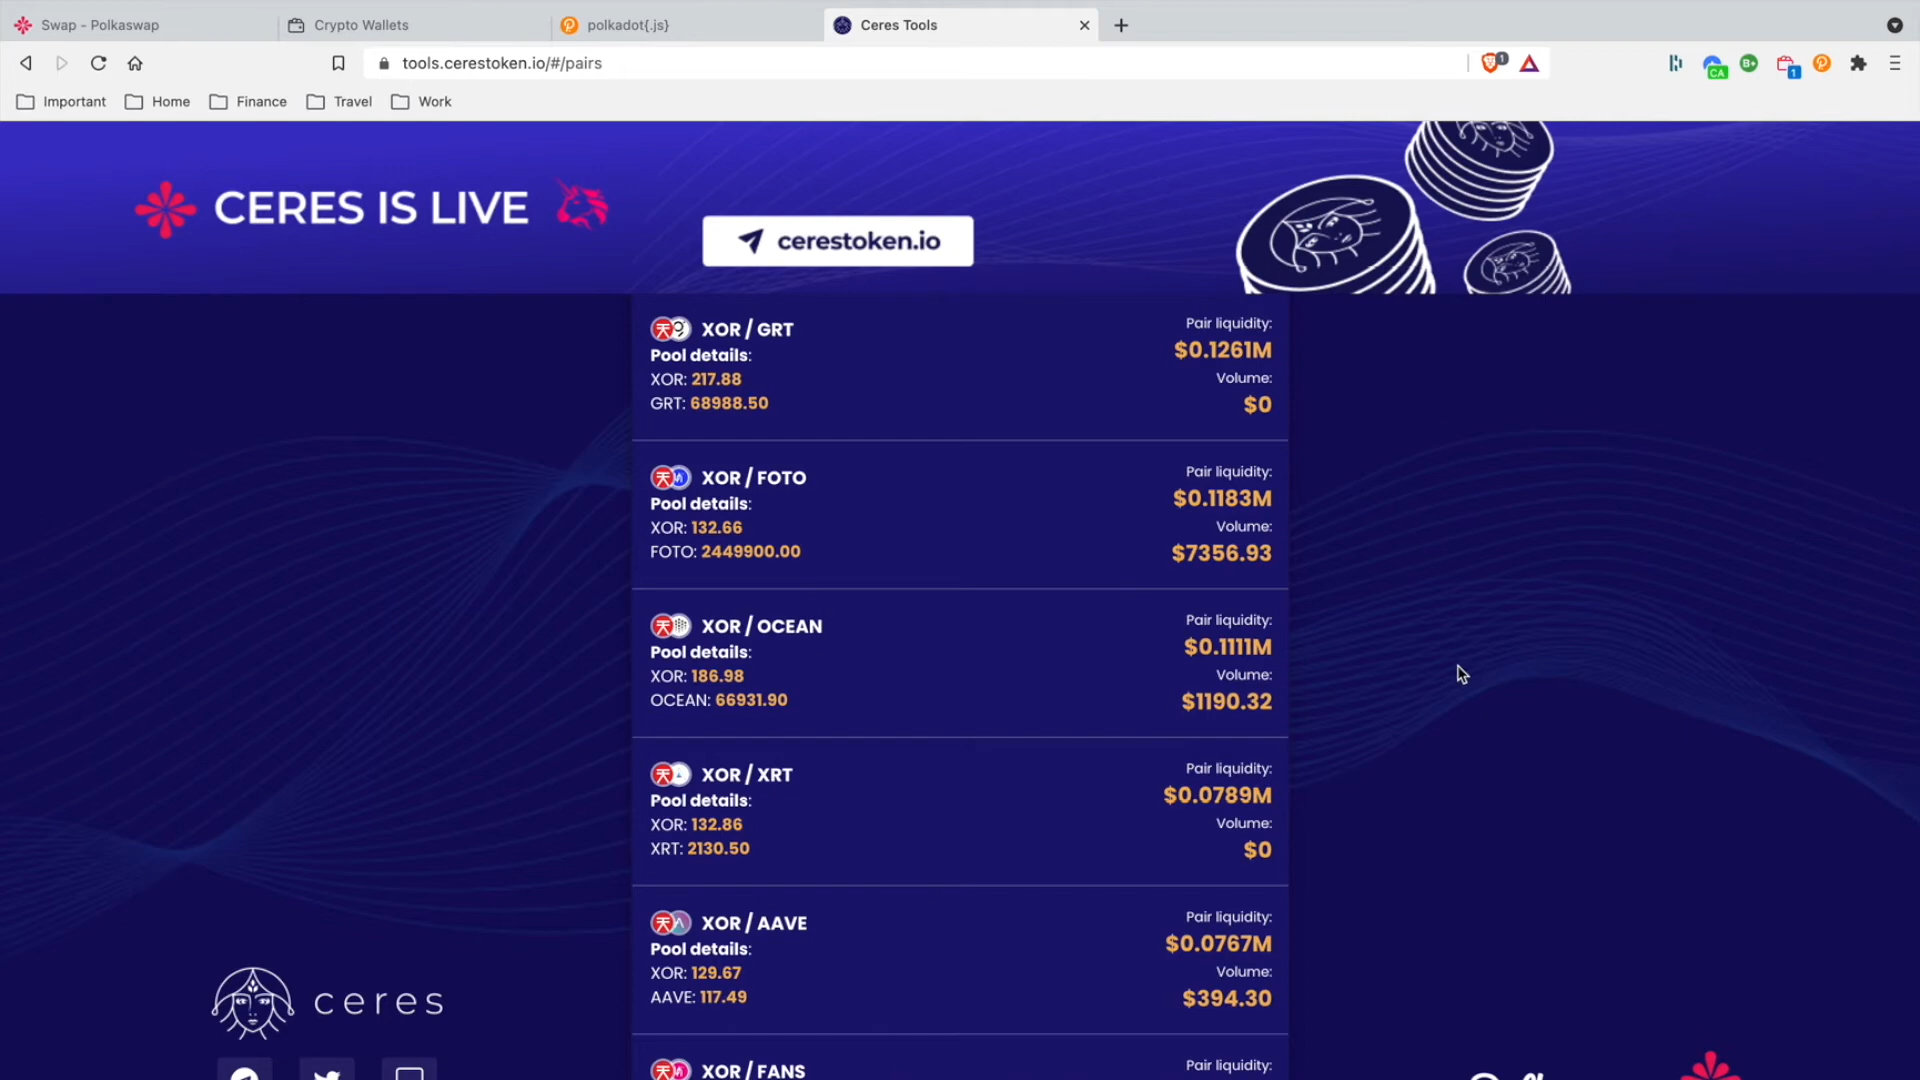 Swap - Polkaswap
Crypto Wallets
polkadot{.js}
Ceres Tools
tools.cerestoken.io/#/pairs
1
CA
B+
1
Important
Home
Finance
Travel
Work
CERES IS LIVE
cerestoken.io
XOR / GRT
Pool details:
XOR: 217.88
GRT: 68988.50
Pair liquidity:
$0.1261M
Volume:
$0
XOR / FOTO
Pool details:
XOR: 132.66
FOTO: 2449900.00
Pair liquidity:
$0.1183M
Volume:
$7356.93
XOR / OCEAN
Pool details:
XOR: 186.98
OCEAN: 66931.90
Pair liquidity:
$0.1111M
Volume:
$1190.32
XOR / XRT
Pool details:
XOR: 132.86
XRT: 2130.50
Pair liquidity:
$0.0789M
Volume:
$0
XOR / AAVE
Pool details:
XOR: 129.67
AAVE: 117.49
Pair liquidity:
$0.0767M
Volume:
$394.30
XOR / FANS
Pair liquidity:
ceres